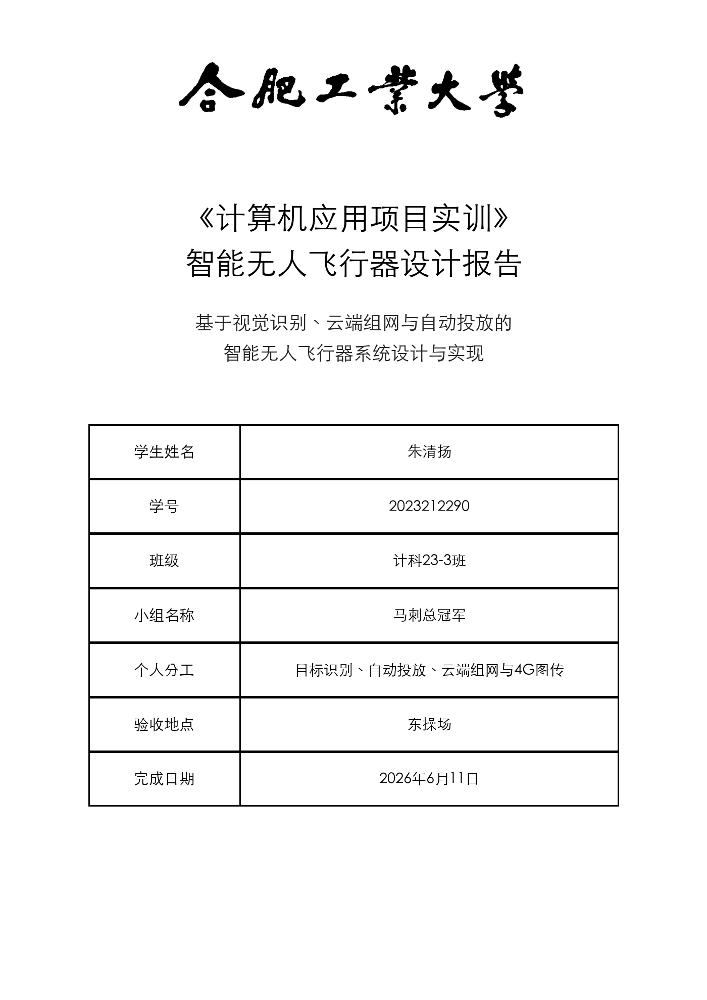 合肥工業大學
《计算机应用项目实训》
智能无人飞行器设计报告
基于视觉识别、云端组网与自动投放的
智能无人飞行器系统设计与实现
学生姓名 朱清扬
学号 2023212290
班级 计科23-3班
小组名称 马刺总冠军
个人分工 目标识别、自动投放、云端组网与4G图传
验收地点 东操场
完成日期 2026年6月11日